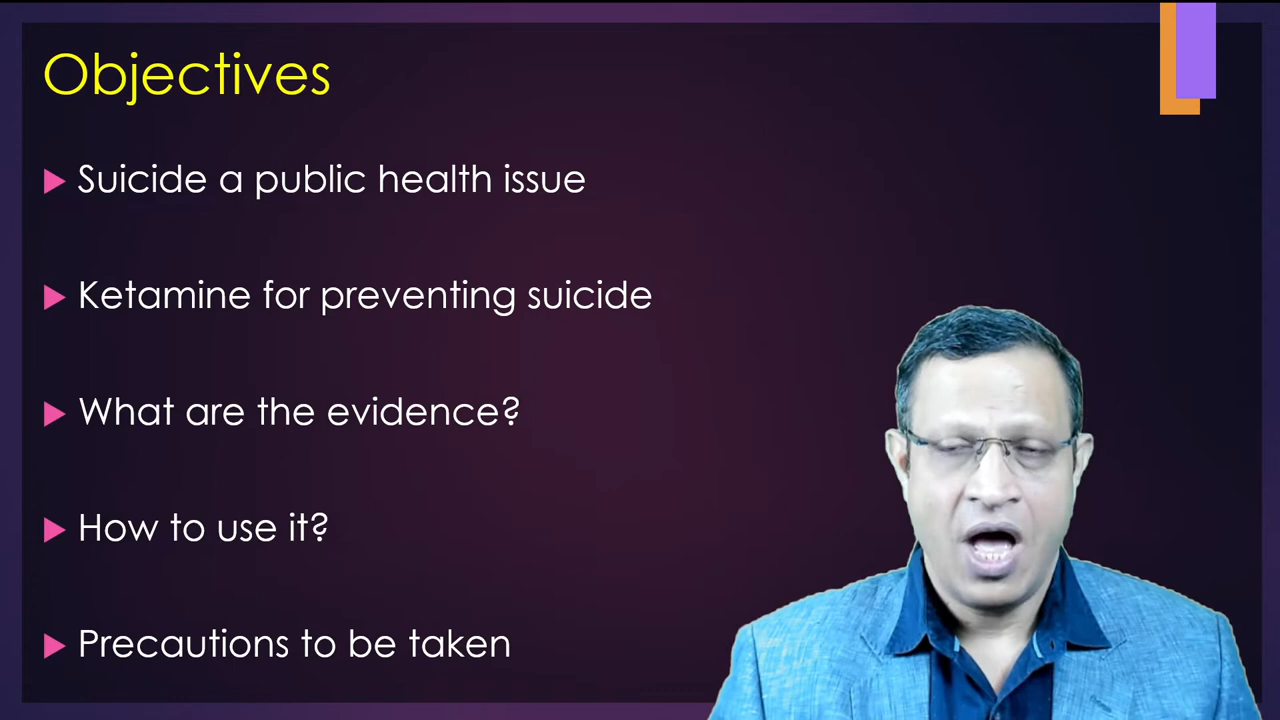 Objectives
Suicide a public health issue
Ketamine for preventing suicide
What are the evidence?
How to use it?
Precautions to be taken